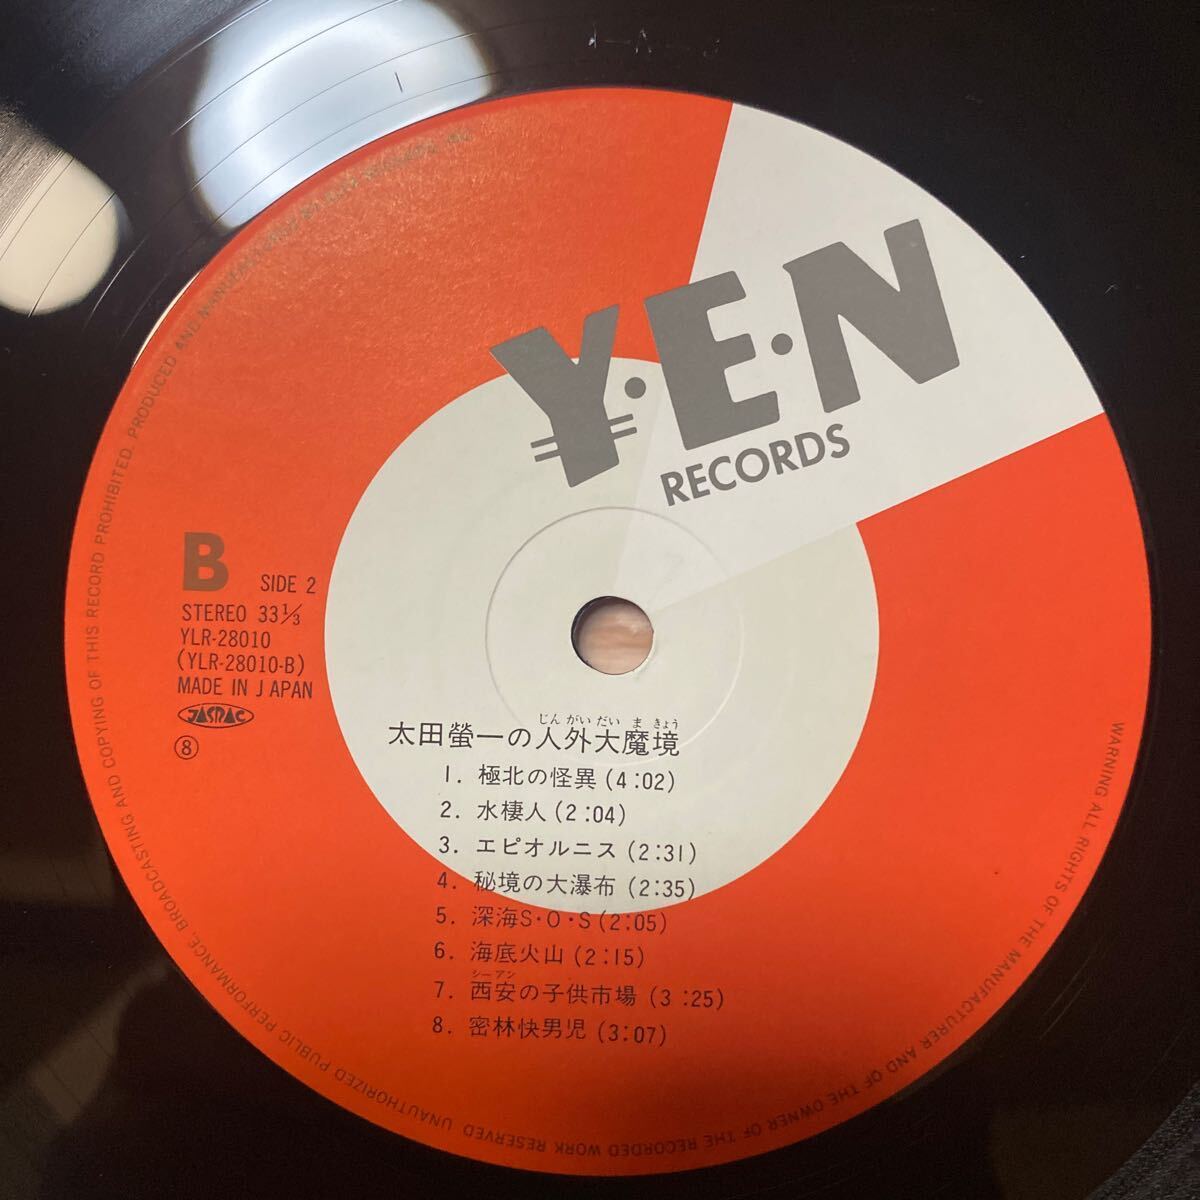 Y・E・N
RECORDS
B SIDE 2
STEREO 33 1/3
YLR-28010
(YLR-28010-B)
MADE IN JAPAN
JASRAC
⑧
じん がい だい ま きょう
太田螢一の人外大魔境
1. 極北の怪異 (4:02)
2. 水棲人 (2:04)
3. エピオルニス (2:31)
4. 秘境の大瀑布 (2:35)
5. 深海S・O・S (2:05)
6. 海底火山 (2:15)
シーアン
7. 西安の子供市場 (3:25)
8. 密林快男児 (3:07)
WARNING ALL RIGHTS OF THE MANUFACTURER AND OF THE OWNER OF THE RECORDED WORK RESERVED UNAUTHORIZED PUBLIC PERFORMANCE, BROADCASTING AND COPYING OF THIS RECORD PROHIBITED. PRODUCED AND